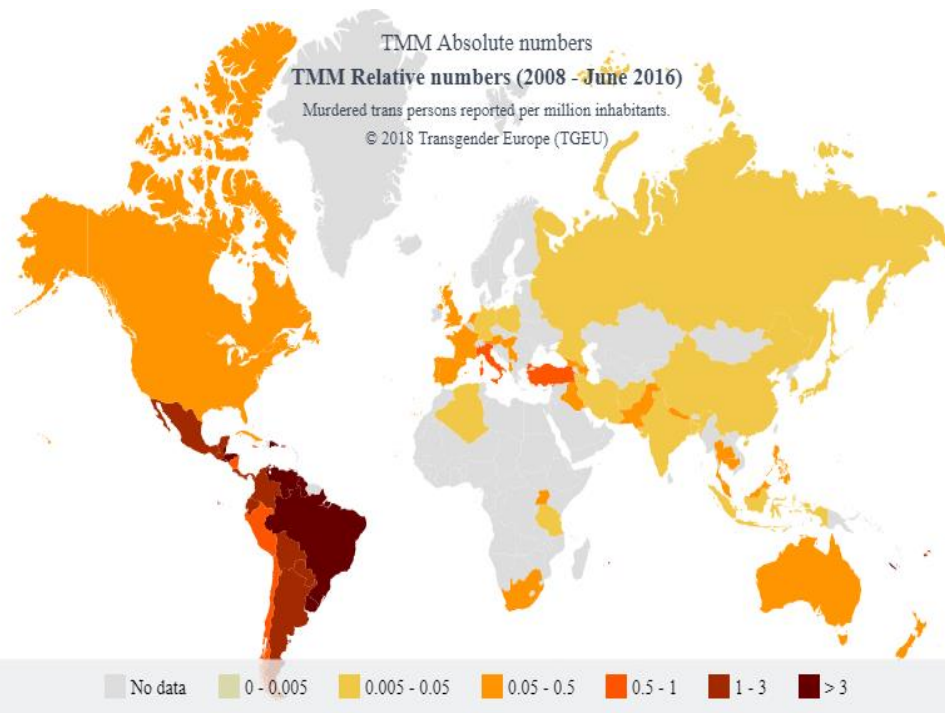 TMM Absolute numbers
TMM Relative numbers (2008 - June 2016)
Murdered trans persons reported per million inhabitants.
© 2018 Transgender Europe (TGEU)
No data 0 - 0,005 0.005 - 0.05 0.05 - 0.5 0.5 - 1 1 - 3 > 3